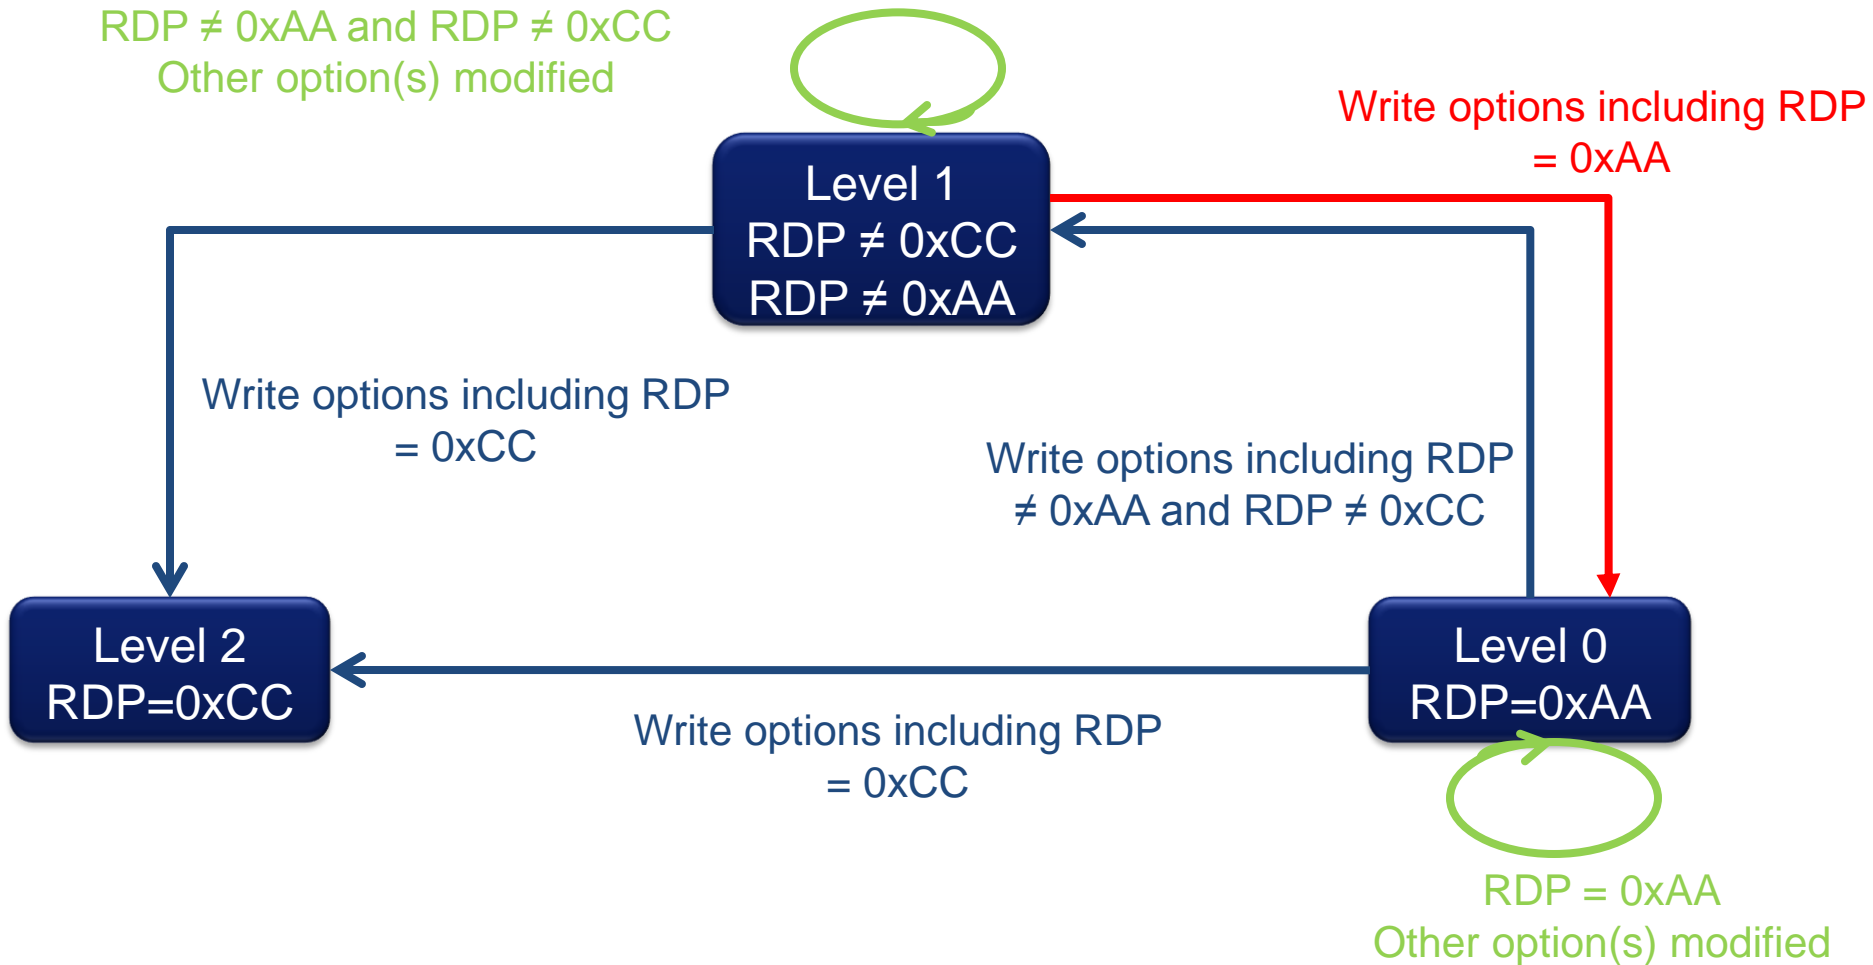 RDP ≠ 0xAA and RDP ≠ 0xCC
Other option(s) modified
Write options including RDP
= 0xAA
Level 1
RDP ≠ 0xCC
RDP ≠ 0xAA
Write options including RDP
= 0xCC
Write options including RDP
≠ 0xAA and RDP ≠ 0xCC
Level 2
RDP=0xCC
Level 0
RDP=0xAA
Write options including RDP
= 0xCC
RDP = 0xAA
Other option(s) modified